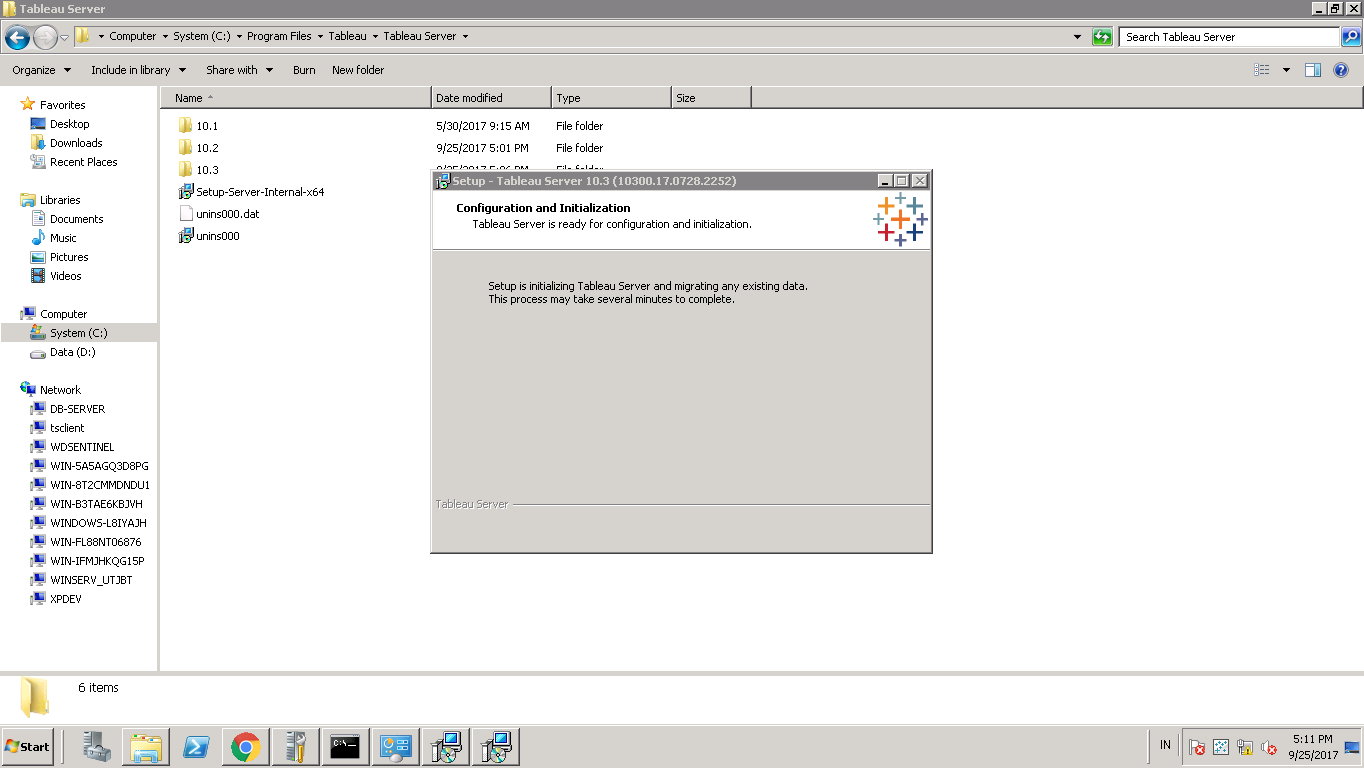 Tableau Server
Computer System (C:) Program Files Tableau Tableau Server
Search Tableau Server
Organize Include in library Share with Burn New folder
Name Date modified Type Size
Favorites
Desktop
Downloads
Recent Places
Libraries
Documents
Music
Pictures
Videos
Computer
System (C:)
Data (D:)
Network
DB-SERVER
tsclient
WDSENTINEL
WIN-5A5AGQ3D8PG
WIN-8T2CMMDNDU1
WIN-B3TAE6KBJVH
WINDOWS-L8IYAJH
WIN-FL88NT06876
WIN-IFMJHKQG15P
WINSERV_UTJBT
XPDEV
10.1 5/30/2017 9:15 AM File folder
10.2 9/25/2017 5:01 PM File folder
10.3
Setup-Server-Internal-x64
unins000.dat
unins000
Setup - Tableau Server 10.3 (10300.17.0728.2252)
Configuration and Initialization
Tableau Server is ready for configuration and initialization.
Setup is initializing Tableau Server and migrating any existing data.
This process may take several minutes to complete.
Tableau Server
6 items
Start
C:\_
IN
5:11 PM
9/25/2017